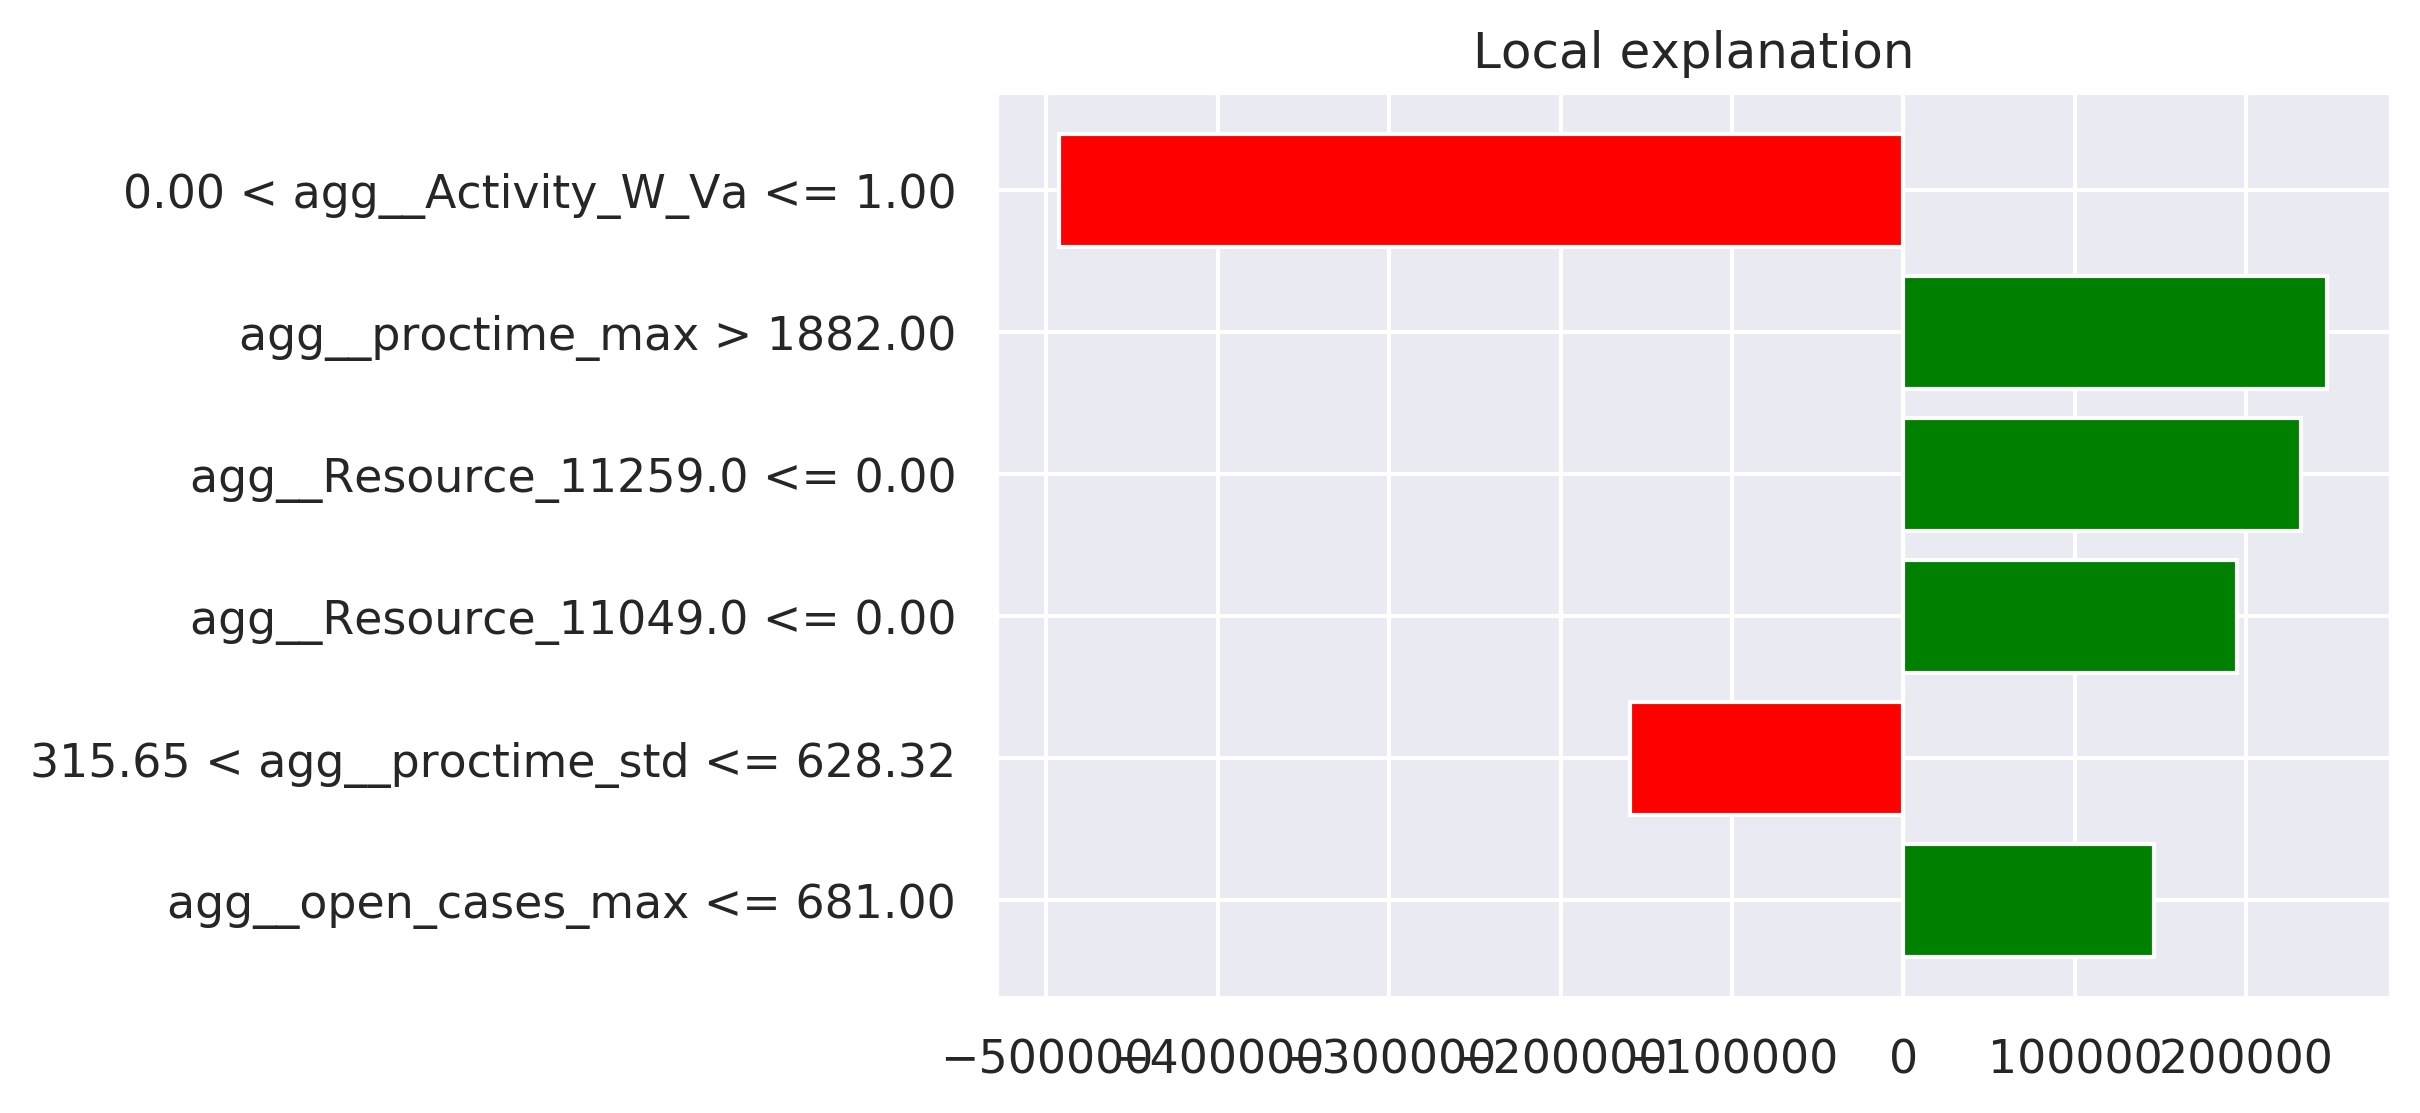 Local explanation
0.00 < agg__Activity_W_Va <= 1.00
agg__proctime_max > 1882.00
agg__Resource_11259.0 <= 0.00
agg__Resource_11049.0 <= 0.00
315.65 < agg__proctime_std <= 628.32
agg__open_cases_max <= 681.00
−500000 −400000 −300000 −200000 −100000 0 100000 200000